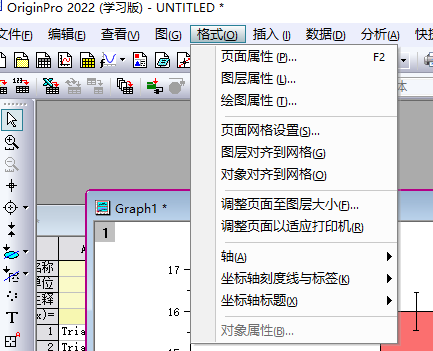 OriginPro 2022 (学习版) - UNTITLED *
文件(F) 编辑(E) 查看(V) 图(G) 格式(O) 插入(I) 数据(D) 分析(A) 快
页面属性(P)... F2
图层属性(L)...
绘图属性(T)...
页面网格设置(S)...
图层对齐到网格(G)
对象对齐到网格(O)
调整页面至图层大小(F)...
调整页面以适应打印机(R)
轴(A)
坐标轴刻度线与标签(K)
坐标轴标题(X)
对象属性(B)...
Graph1 *
1
A
名称
单位
注释
x)=
1 Tria
2 Tria
17
16
15
T